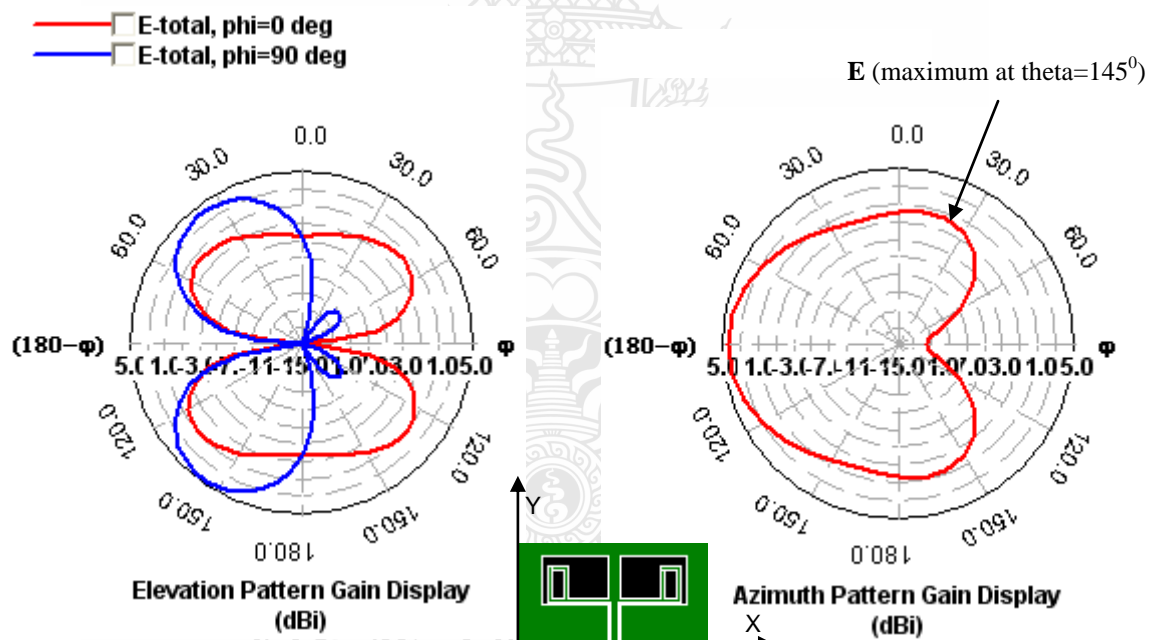 E-total, phi=0 deg
E-total, phi=90 deg
E (maximum at theta=145⁰)
0.0
30.0
30.0
60.0
60.0
(180−φ)
φ
120.0
120.0
150.0
150.0
180.0
Elevation Pattern Gain Display
(dBi)
0.0
30.0
30.0
60.0
60.0
(180−φ)
φ
120.0
120.0
150.0
150.0
180.0
Azimuth Pattern Gain Display
(dBi)
Y
X